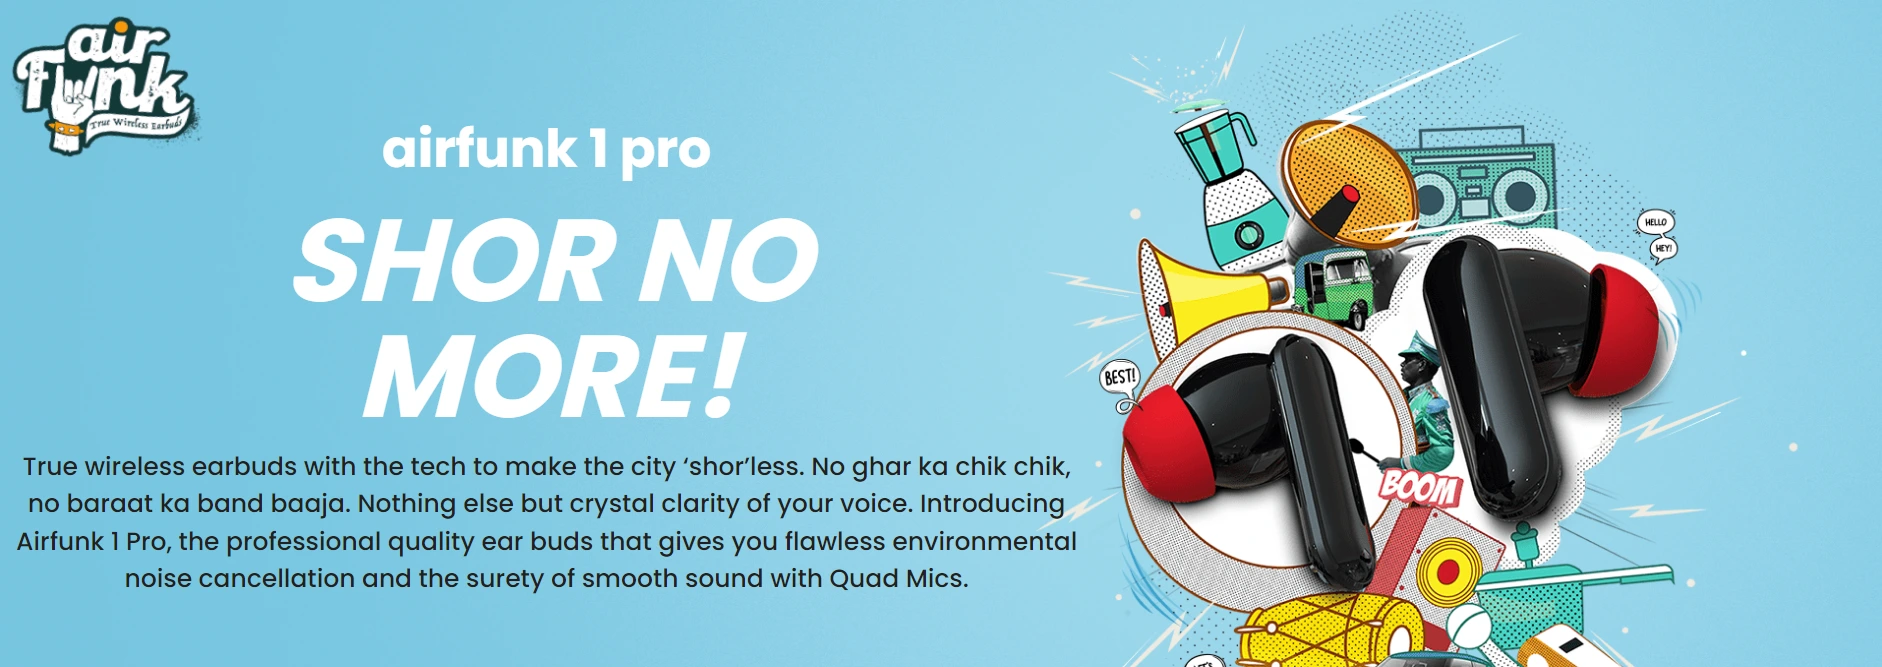 air
Funk
True Wireless Earbuds
airfunk 1 pro
SHOR NO
MORE!
True wireless earbuds with the tech to make the city ‘shor’less. No ghar ka chik chik,
no baraat ka band baaja. Nothing else but crystal clarity of your voice. Introducing
Airfunk 1 Pro, the professional quality ear buds that gives you flawless environmental
noise cancellation and the surety of smooth sound with Quad Mics.
HELLO
HEY!
BEST!
BOOM